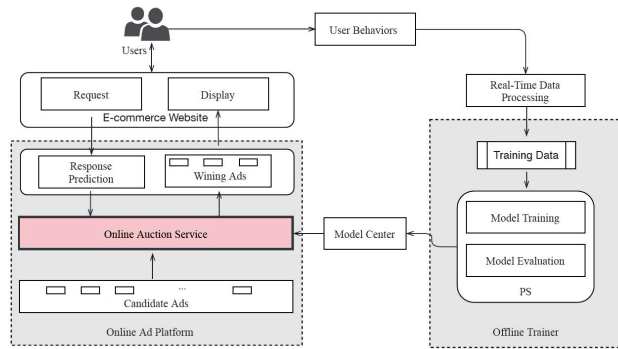 Users
User Behaviors
Request
Display
E-commerce Website
Real-Time Data
Processing
Response
Prediction
Wining Ads
Training Data
Online Auction Service
Model Center
Model Training
Model Evaluation
PS
...
Candidate Ads
Online Ad Platform
Offline Trainer